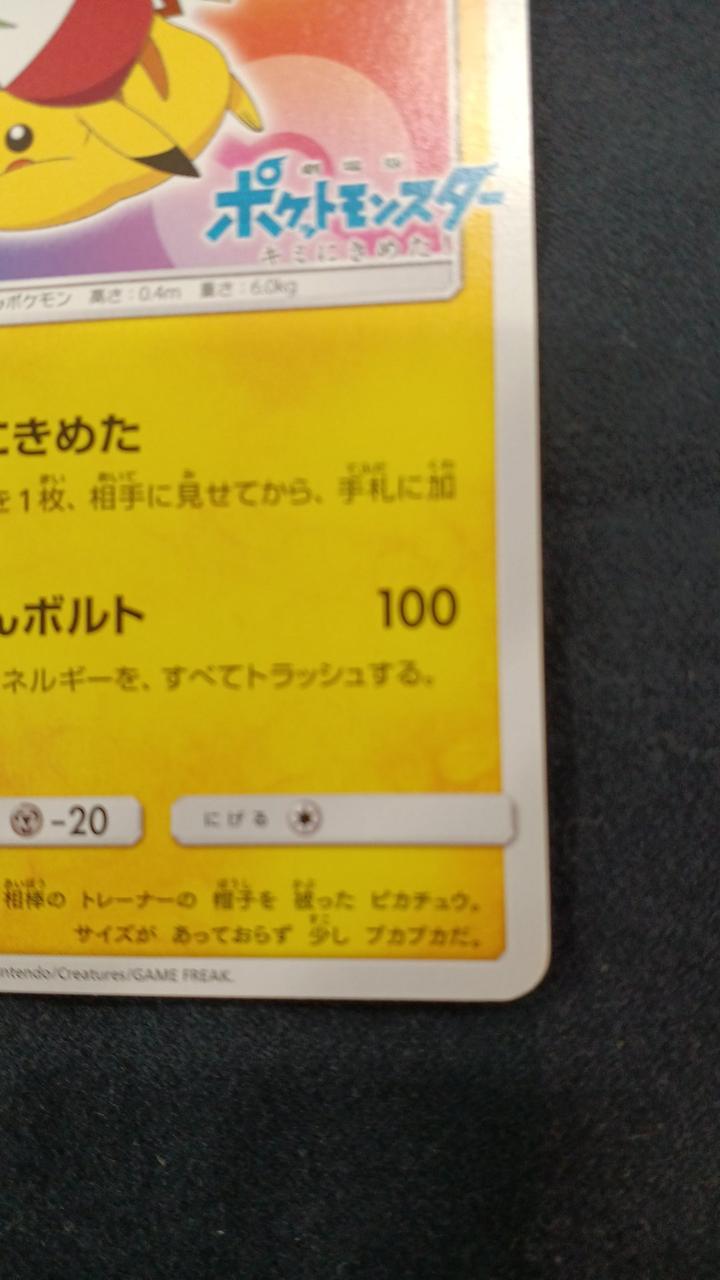 劇場版
ポケットモンスター
キミにきめた！
ポケモン 高さ：0.4m 重さ：6.0kg
にきめた
を1枚、相手に見せてから、手札に加
んボルト 100
ネルギーを、すべてトラッシュする。
-20 にげる
相棒の トレーナーの 帽子を 被った ピカチュウ。
サイズが あっておらず 少し ブカブカだ。
ntendo/Creatures/GAME FREAK.